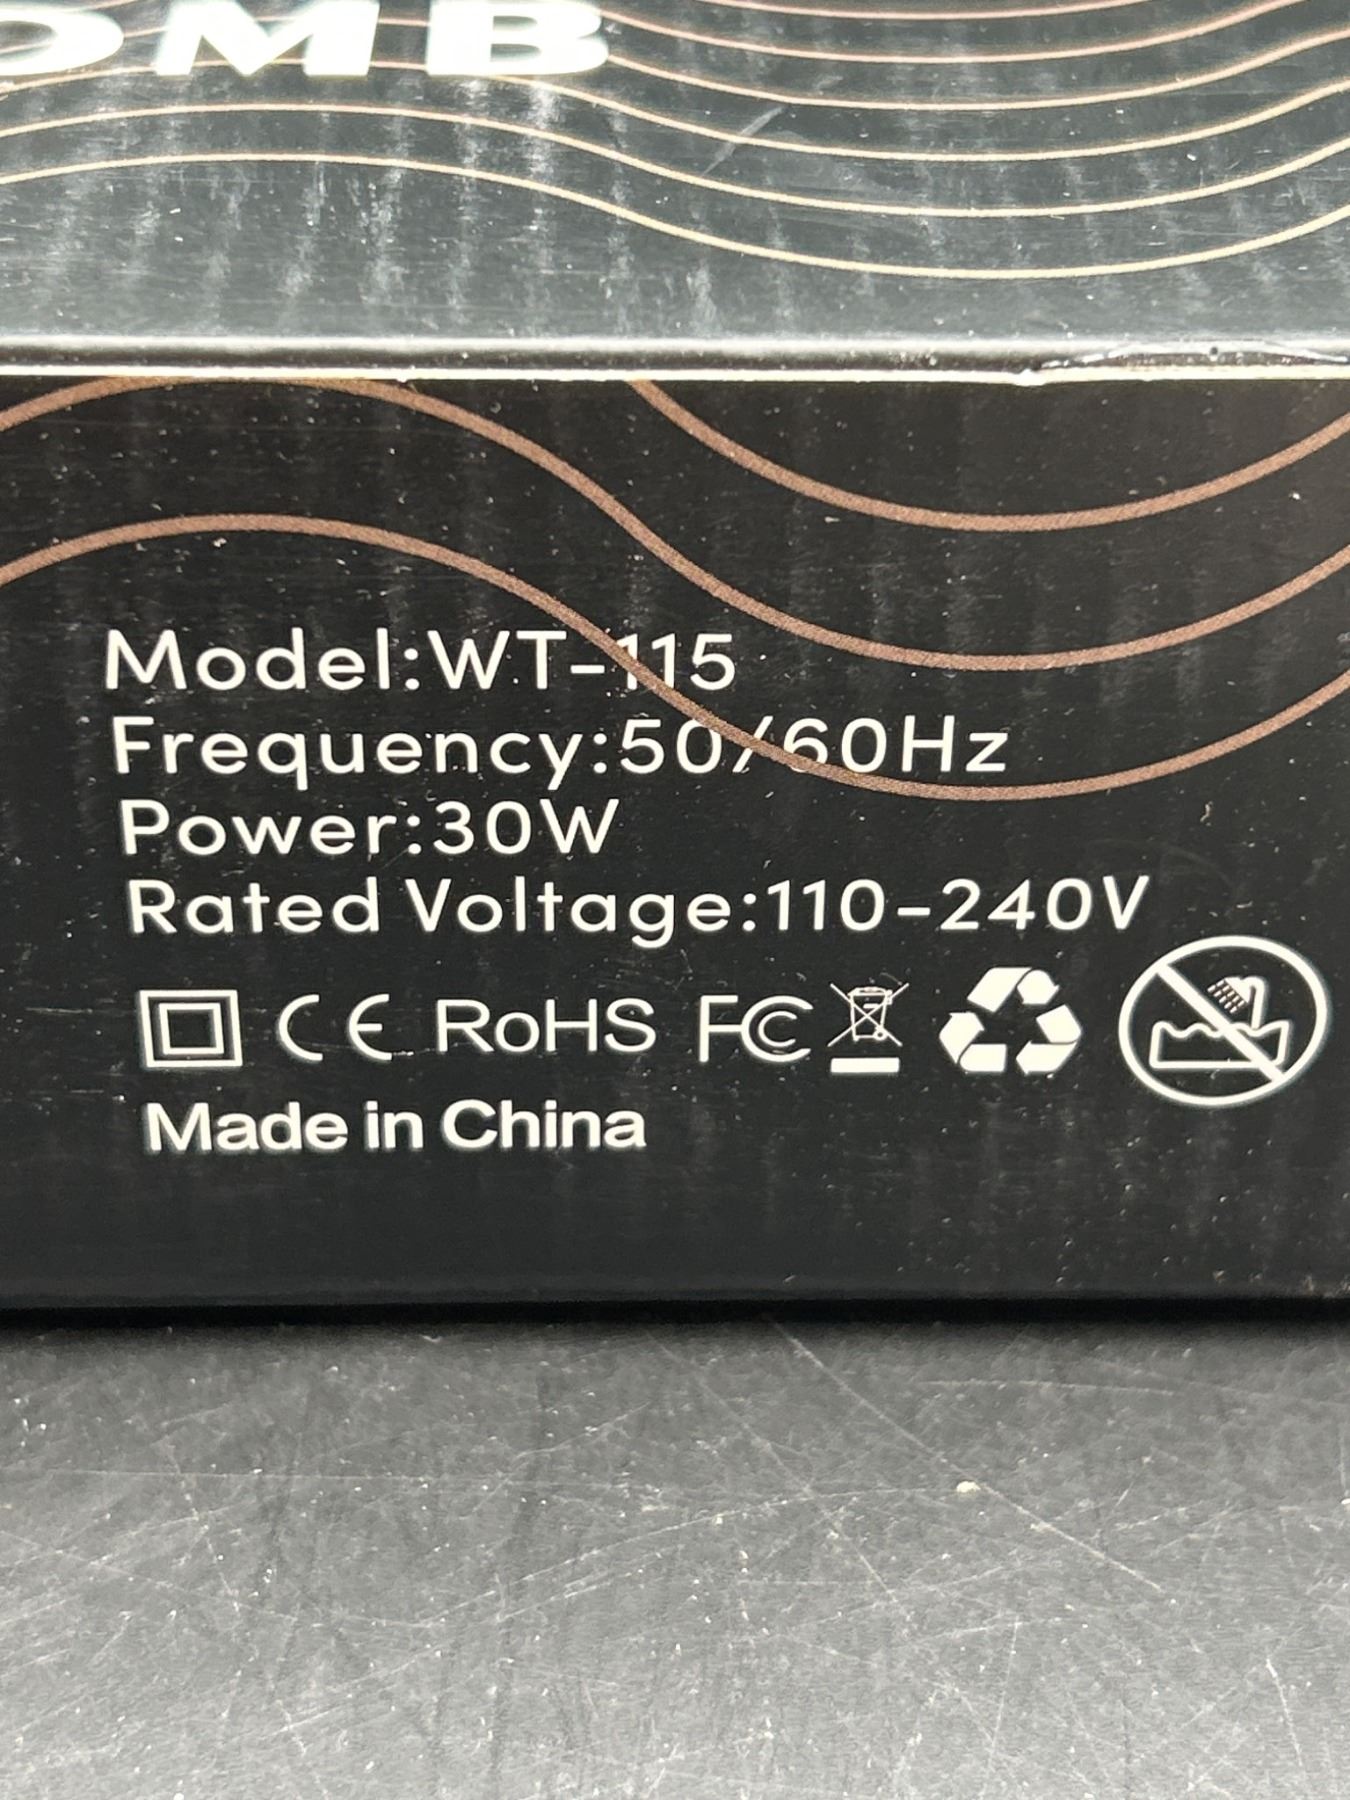 OMB
Model:WT-115
Frequency:50/60Hz
Power:30W
Rated Voltage:110-240V
CE RoHS FC
Made in China